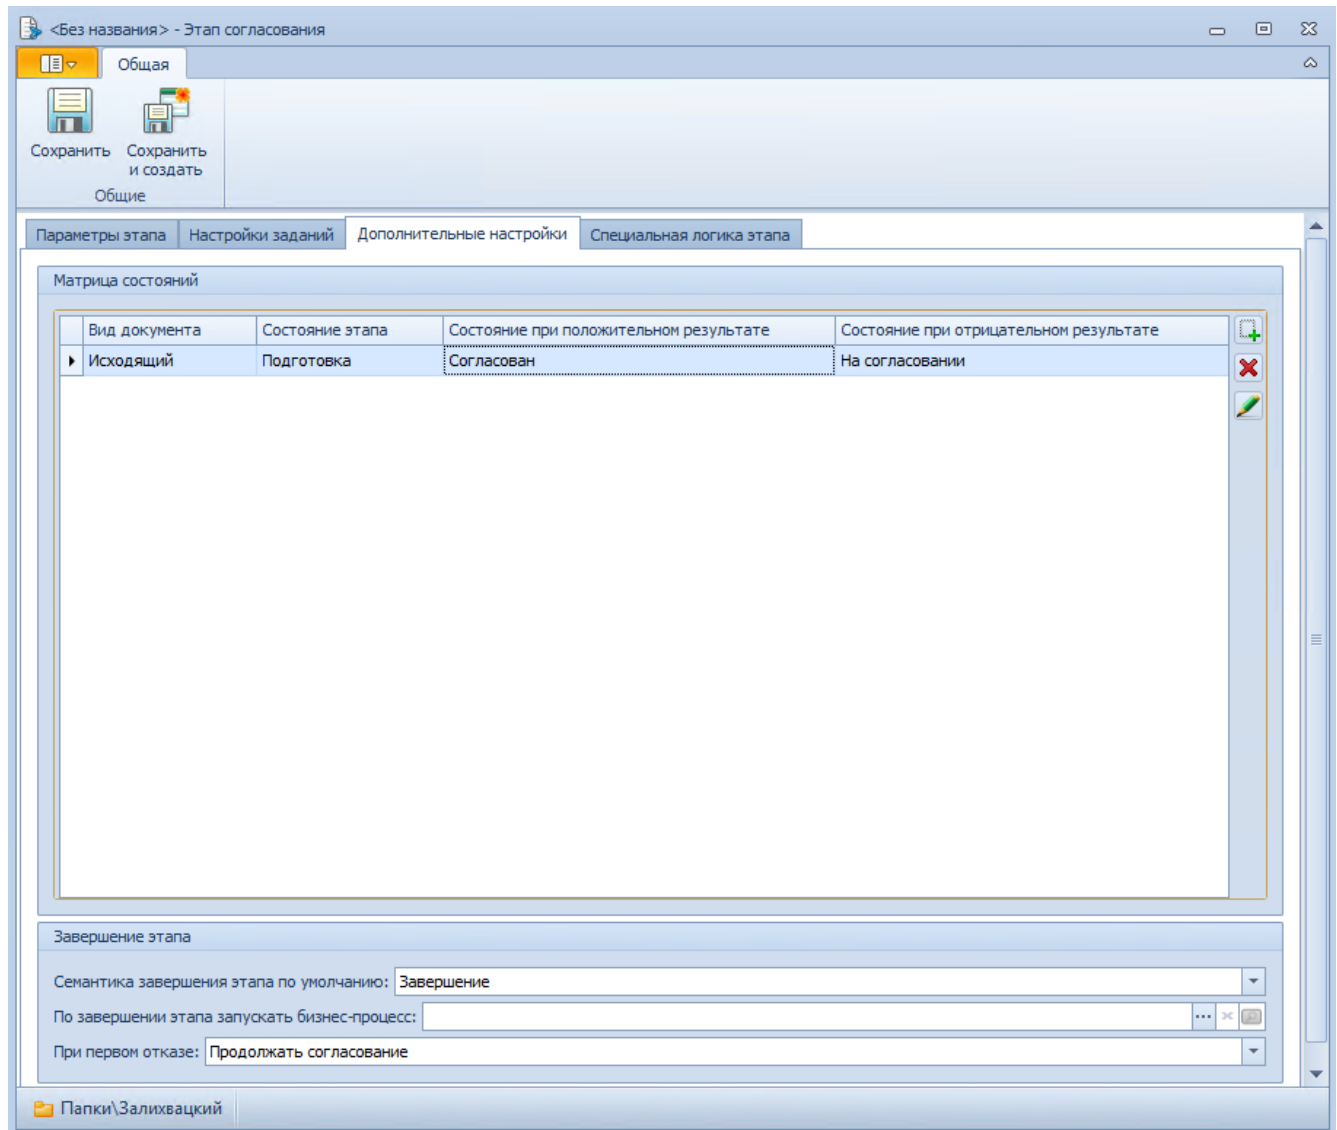 <Без названия> - Этап согласования
Общая
Сохранить Сохранить и создать
Общие
Параметры этапа Настройки заданий Дополнительные настройки Специальная логика этапа
Матрица состояний
Вид документа Состояние этапа Состояние при положительном результате Состояние при отрицательном результате
Исходящий Подготовка Согласован На согласовании
Завершение этапа
Семантика завершения этапа по умолчанию: Завершение
По завершении этапа запускать бизнес-процесс:
При первом отказе: Продолжать согласование
Папки\Залихвацкий